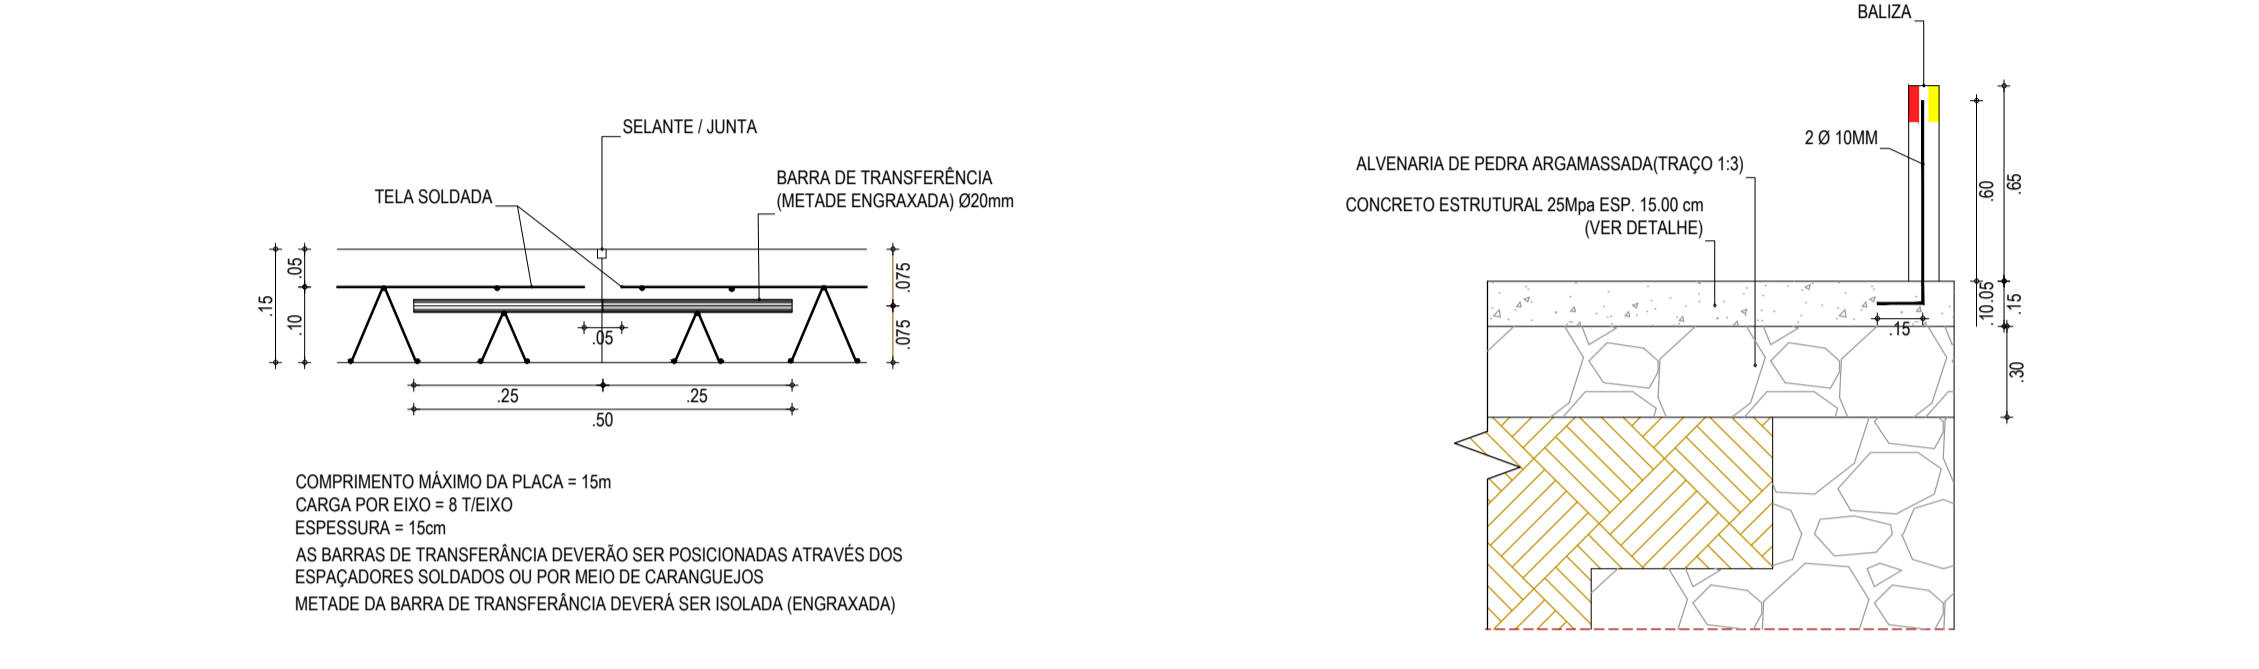 SELANTE / JUNTA
BARRA DE TRANSFERÊNCIA
(METADE ENGRAXADA) Ø20mm
TELA SOLDADA
.15
.05
.10
.075
.075
.05
.25
.25
.50
COMPRIMENTO MÁXIMO DA PLACA = 15m
CARGA POR EIXO = 8 T/EIXO
ESPESSURA = 15cm
AS BARRAS DE TRANSFERÂNCIA DEVERÃO SER POSICIONADAS ATRAVÉS DOS
ESPAÇADORES SOLDADOS OU POR MEIO DE CARANGUEJOS
METADE DA BARRA DE TRANSFERÂNCIA DEVERÁ SER ISOLADA (ENGRAXADA)
BALIZA
2 Ø 10MM
ALVENARIA DE PEDRA ARGAMASSADA(TRAÇO 1:3)
CONCRETO ESTRUTURAL 25Mpa ESP. 15.00 cm
(VER DETALHE)
.60
.65
.05
.10
.15
.15
.30